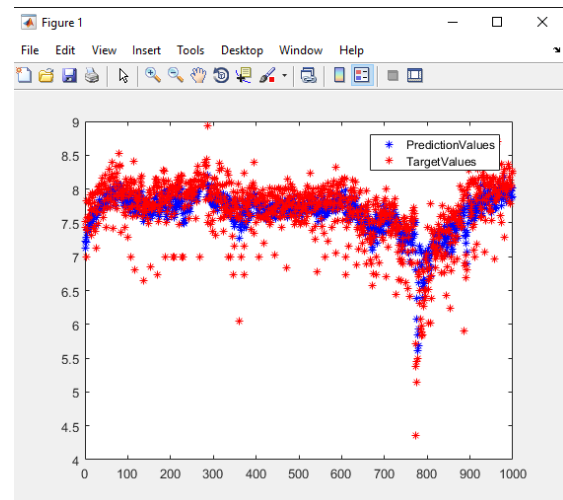 Figure 1
File Edit View Insert Tools Desktop Window Help
9
8.5
8
7.5
7
6.5
6
5.5
5
4.5
4
PredictionValues
TargetValues
0 100 200 300 400 500 600 700 800 900 1000